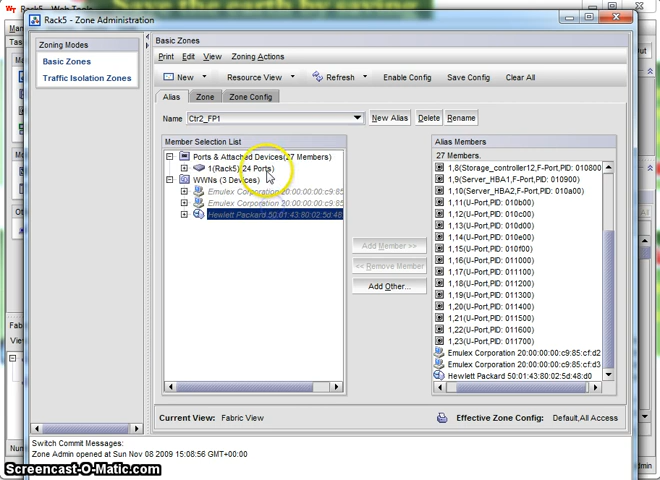 Save the earth by saving
Rack5 - Web Tools
Rack5 - Zone Administration
Zoning Modes
Basic Zones
Traffic Isolation Zones
Basic Zones
Print Edit View Zoning Actions
New Resource View Refresh Enable Config Save Config Clear All
Alias Zone Zone Config
Name Ctr2_FP1 New Alias Delete Rename
Member Selection List
Ports & Attached Devices(27 Members)
1(Rack5)(24 Ports)
WWNs (3 Devices)
Emulex Corporation 20:00:00:00:c9:85
Emulex Corporation 20:00:00:00:c9:85
Hewlett Packard 50:01:43:80:02:5d:48
Add Member >>
<< Remove Member
Add Other...
Alias Members
27 Members.
1,8(Storage_controller12,F-Port, PID: 010800
1,9(Server_HBA1,F-Port, PID: 010900)
1,10(Server_HBA2,F-Port, PID: 010a00)
1,11(U-Port,PID: 010b00)
1,12(U-Port,PID: 010c00)
1,13(U-Port,PID: 010d00)
1,14(U-Port,PID: 010e00)
1,15(U-Port,PID: 010f00)
1,16(U-Port,PID: 011000)
1,17(U-Port,PID: 011100)
1,18(U-Port,PID: 011200)
1,19(U-Port,PID: 011300)
1,20(U-Port,PID: 011400)
1,21(U-Port,PID: 011500)
1,22(U-Port,PID: 011600)
1,23(U-Port,PID: 011700)
Emulex Corporation 20:00:00:00:c9:85:cf:d2
Emulex Corporation 20:00:00:00:c9:85:cf:d3
Hewlett Packard 50:01:43:80:02:5d:48:d0
Current View: Fabric View Effective Zone Config: Default,All Access
Switch Commit Messages:
Zone Admin opened at Sun Nov 08 2009 15:08:56 GMT+00:00
Screencast-O-Matic.com